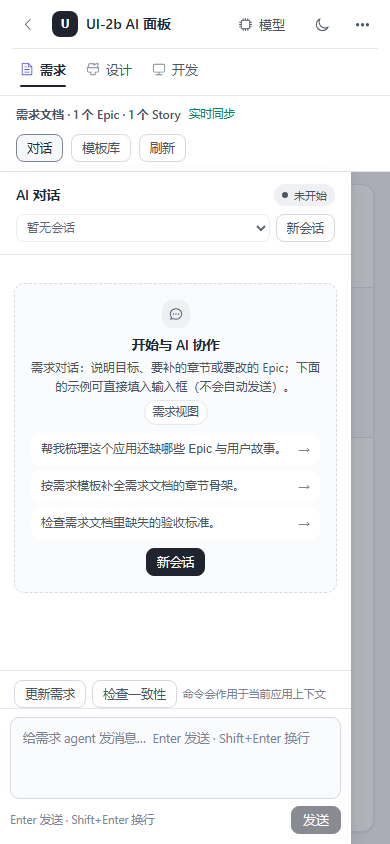 U UI-2b AI 面板 模型
需求 设计 开发
需求文档 · 1 个 Epic · 1 个 Story 实时同步
对话 模板库 刷新
AI 对话 未开始
暂无会话 新会话
开始与 AI 协作
需求对话：说明目标、要补的章节或要改的 Epic；下面
的示例可直接填入输入框（不会自动发送）。
需求视图
帮我梳理这个应用还缺哪些 Epic 与用户故事。 →
按需求模板补全需求文档的章节骨架。 →
检查需求文档里缺失的验收标准。 →
新会话
更新需求 检查一致性 命令会作用于当前应用上下文
给需求 agent 发消息... Enter 发送 · Shift+Enter 换行
Enter 发送 · Shift+Enter 换行 发送